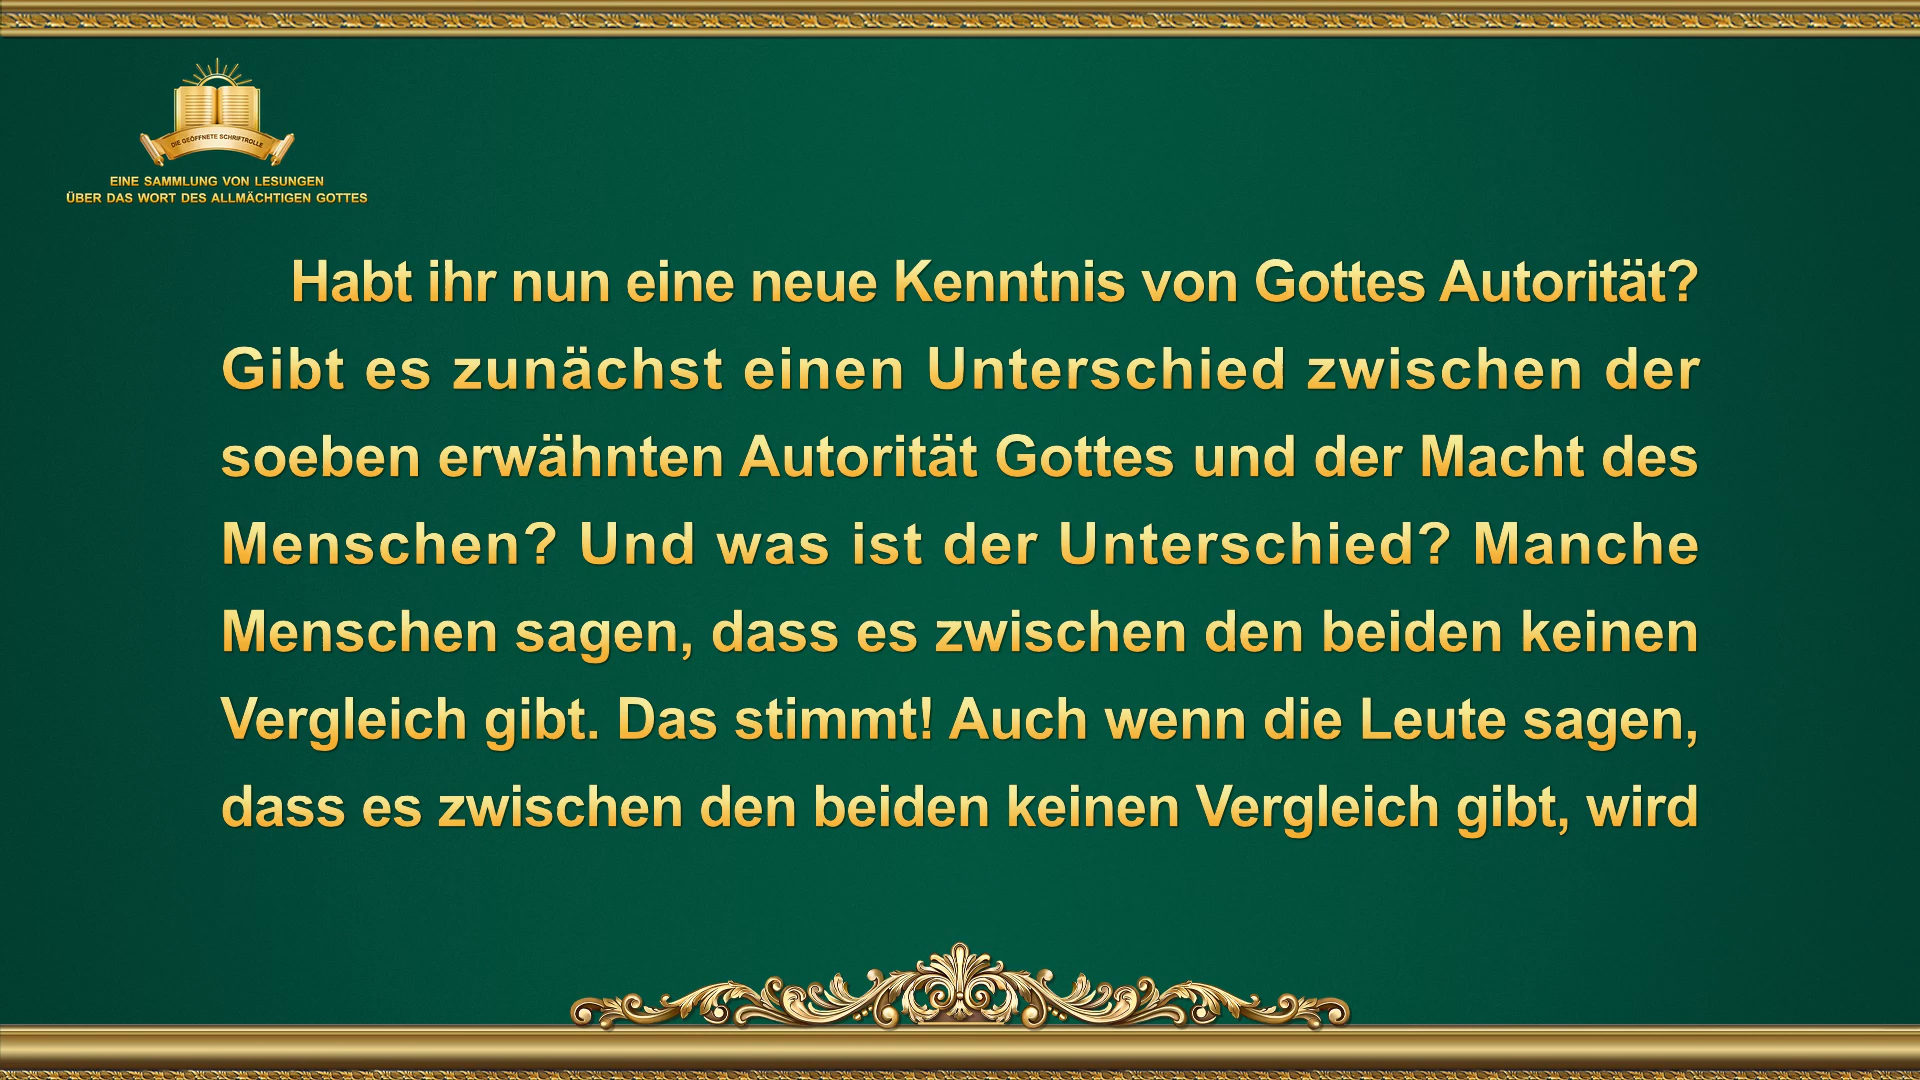 DIE GEÖFFNETE SCHRIFTROLLE
EINE SAMMLUNG VON LESUNGEN
ÜBER DAS WORT DES ALLMÄCHTIGEN GOTTES
Habt ihr nun eine neue Kenntnis von Gottes Autorität?
Gibt es zunächst einen Unterschied zwischen der
soeben erwähnten Autorität Gottes und der Macht des
Menschen? Und was ist der Unterschied? Manche
Menschen sagen, dass es zwischen den beiden keinen
Vergleich gibt. Das stimmt! Auch wenn die Leute sagen,
dass es zwischen den beiden keinen Vergleich gibt, wird